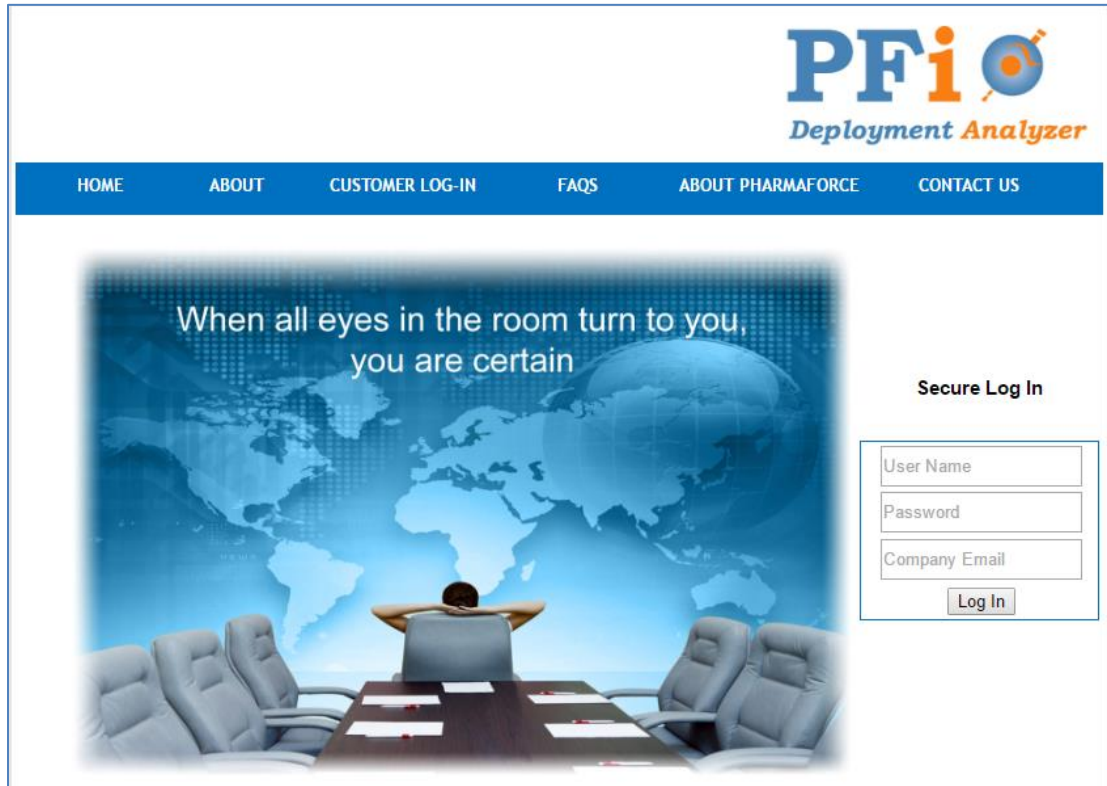 PFi
Deployment Analyzer
HOME ABOUT CUSTOMER LOG-IN FAQS ABOUT PHARMAFORCE CONTACT US
When all eyes in the room turn to you,
you are certain
Secure Log In
User Name
Password
Company Email
Log In